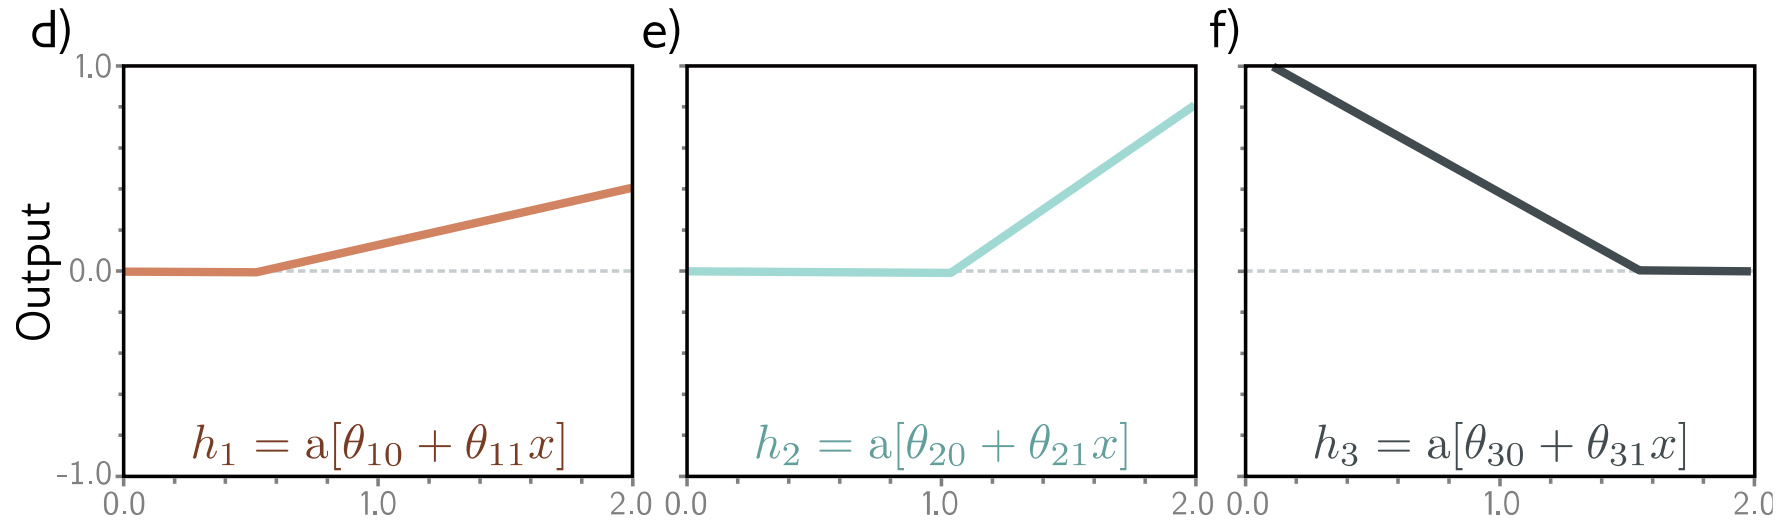 d)
e)
f)
Output
1.0
0.0
-1.0
h₁ = a[θ₁₀ + θ₁₁x]
h₂ = a[θ₂₀ + θ₂₁x]
h₃ = a[θ₃₀ + θ₃₁x]
0.0 1.0 2.0
0.0 1.0 2.0
0.0 1.0 2.0